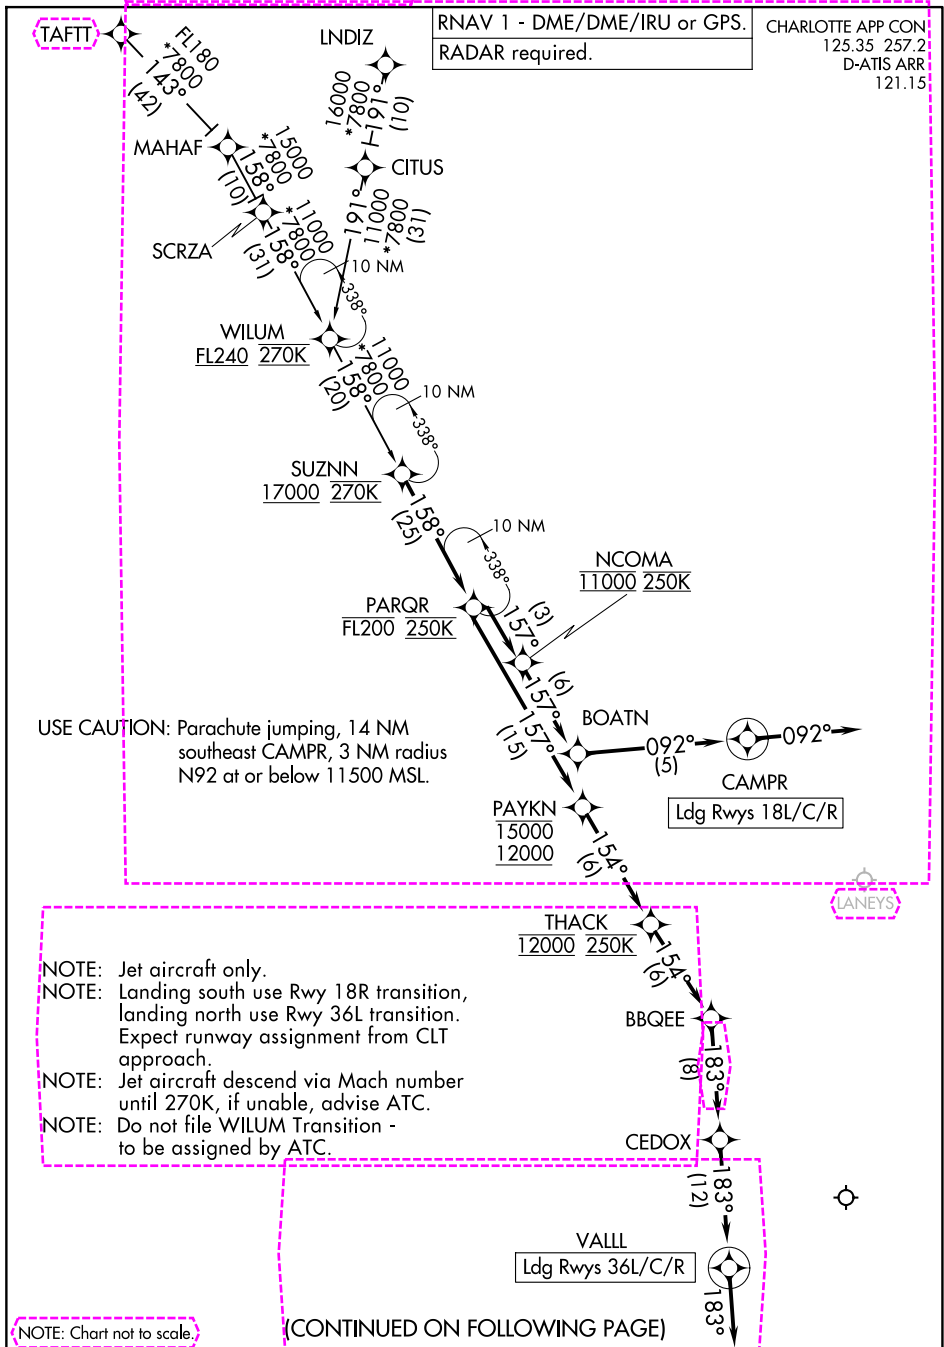 RNAV 1 - DME/DME/IRU or GPS.
RADAR required.
CHARLOTTE APP CON
125.35 257.2
D-ATIS ARR
121.15
TAFTT
FL180
*7800
143°
(42)
LNDIZ
16000
*7800
191°
(10)
MAHAF
15000
*7800
158°
(10)
CITUS
191°
11000
*7800
(31)
SCRZA
11000
*7800
158°
(31)
10 NM
338°
WILUM
FL240 270K
11000
*7800
158°
(20)
10 NM
338°
SUZNN
17000 270K
158°
(25)
10 NM
338°
NCOMA
11000 250K
PARQR
FL200 250K
(3)
157°
(6)
157°
157°
(15)
BOATN
092°
(5)
092°
CAMPR
Ldg Rwys 18L/C/R
USE CAUTION: Parachute jumping, 14 NM
southeast CAMPR, 3 NM radius
N92 at or below 11500 MSL.
PAYKN
15000
12000
154°
(6)
LANEYS
THACK
12000 250K
154°
(6)
NOTE: Jet aircraft only.
NOTE: Landing south use Rwy 18R transition,
landing north use Rwy 36L transition.
Expect runway assignment from CLT
approach.
NOTE: Jet aircraft descend via Mach number
until 270K, if unable, advise ATC.
NOTE: Do not file WILUM Transition -
to be assigned by ATC.
BBQEE
183°
(8)
CEDOX
183°
(12)
VALLL
Ldg Rwys 36L/C/R
183°
NOTE: Chart not to scale.
(CONTINUED ON FOLLOWING PAGE)